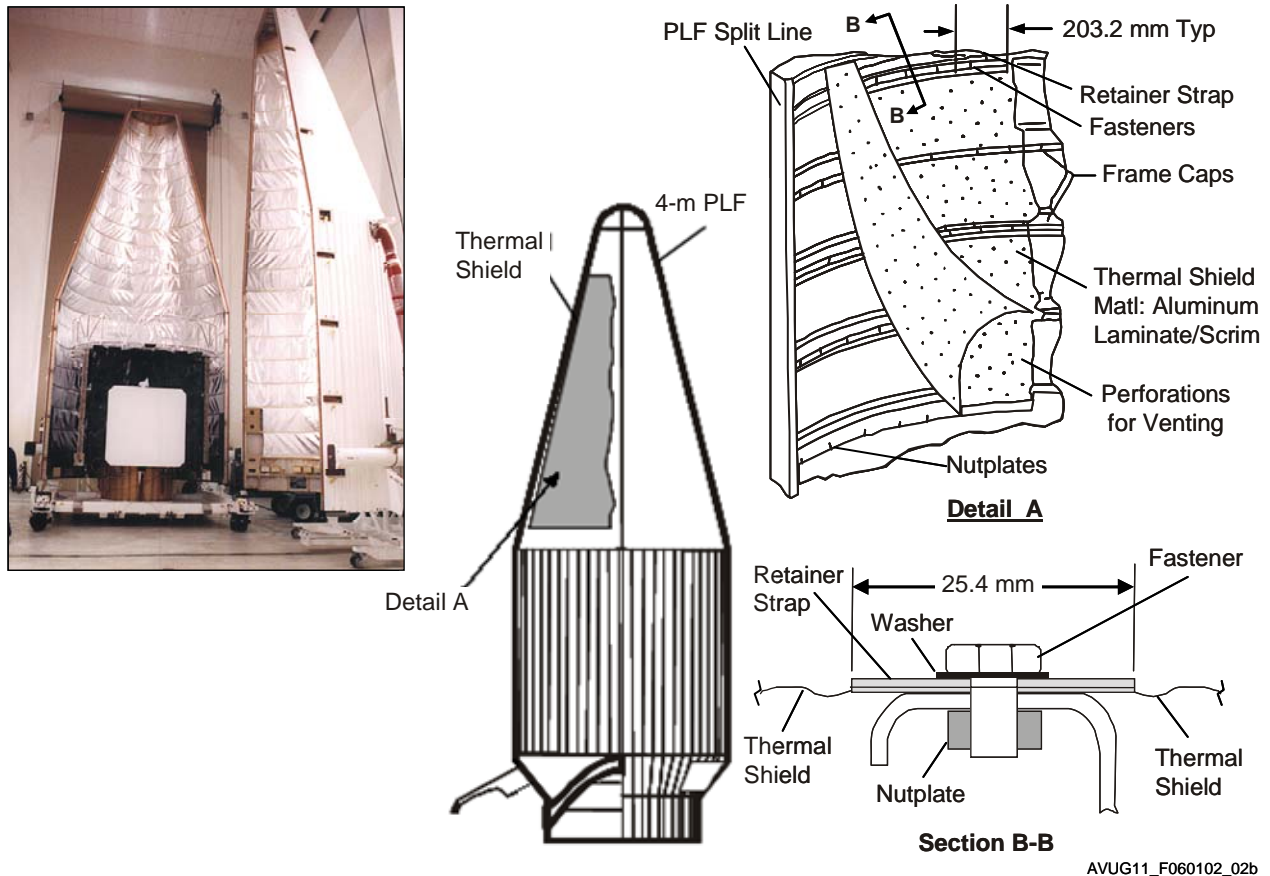 PLF Split Line
B
B
203.2 mm Typ
Retainer Strap
Fasteners
Frame Caps
Thermal Shield
Matl: Aluminum
Laminate/Scrim
Perforations
for Venting
Nutplates
Detail A
4-m PLF
Thermal
Shield
Detail A
Retainer
Strap
25.4 mm
Fastener
Washer
Thermal
Shield
Nutplate
Thermal
Shield
Section B-B
AVUG11_F060102_02b